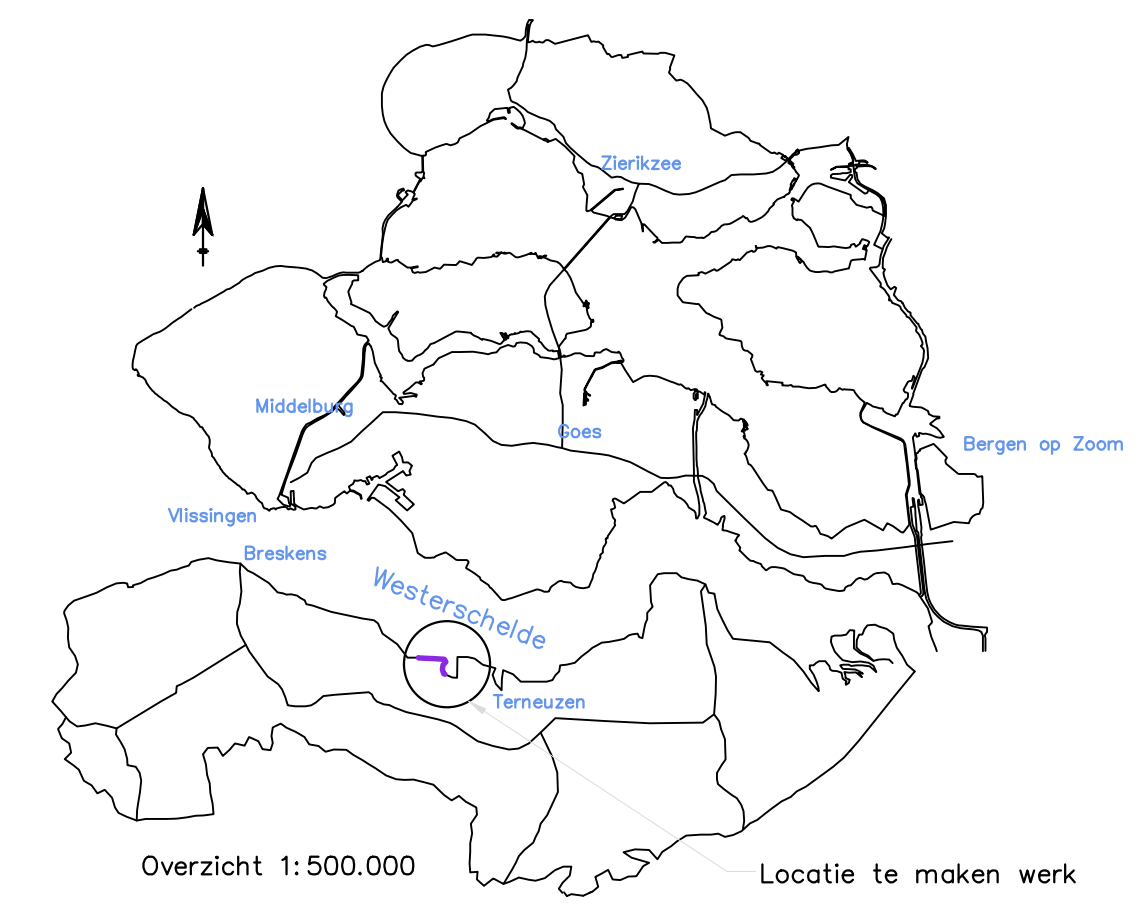 Zierikzee
Middelburg
Goes
Bergen op Zoom
Vlissingen
Breskens
Westerschelde
Terneuzen
Overzicht 1:500.000
Locatie te maken werk